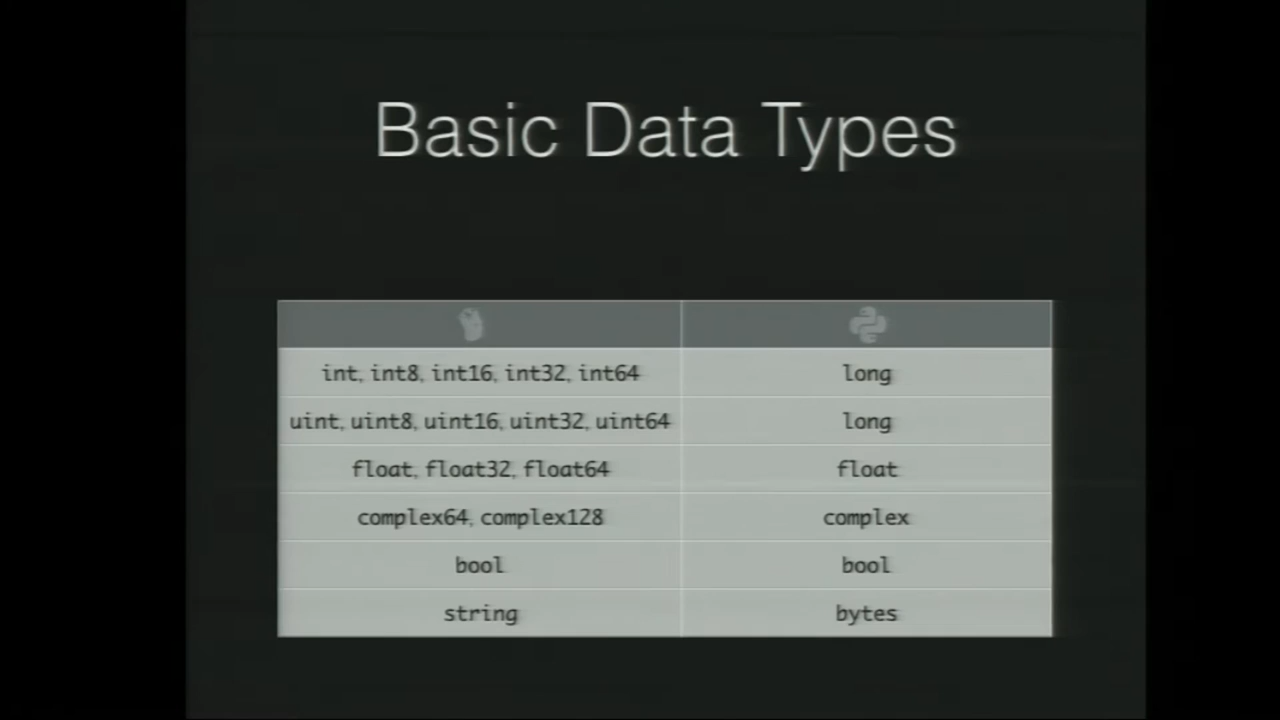 Basic Data Types
int, int8, int16, int32, int64 long
uint, uint8, uint16, uint32, uint64 long
float, float32, float64 float
complex64, complex128 complex
bool bool
string bytes